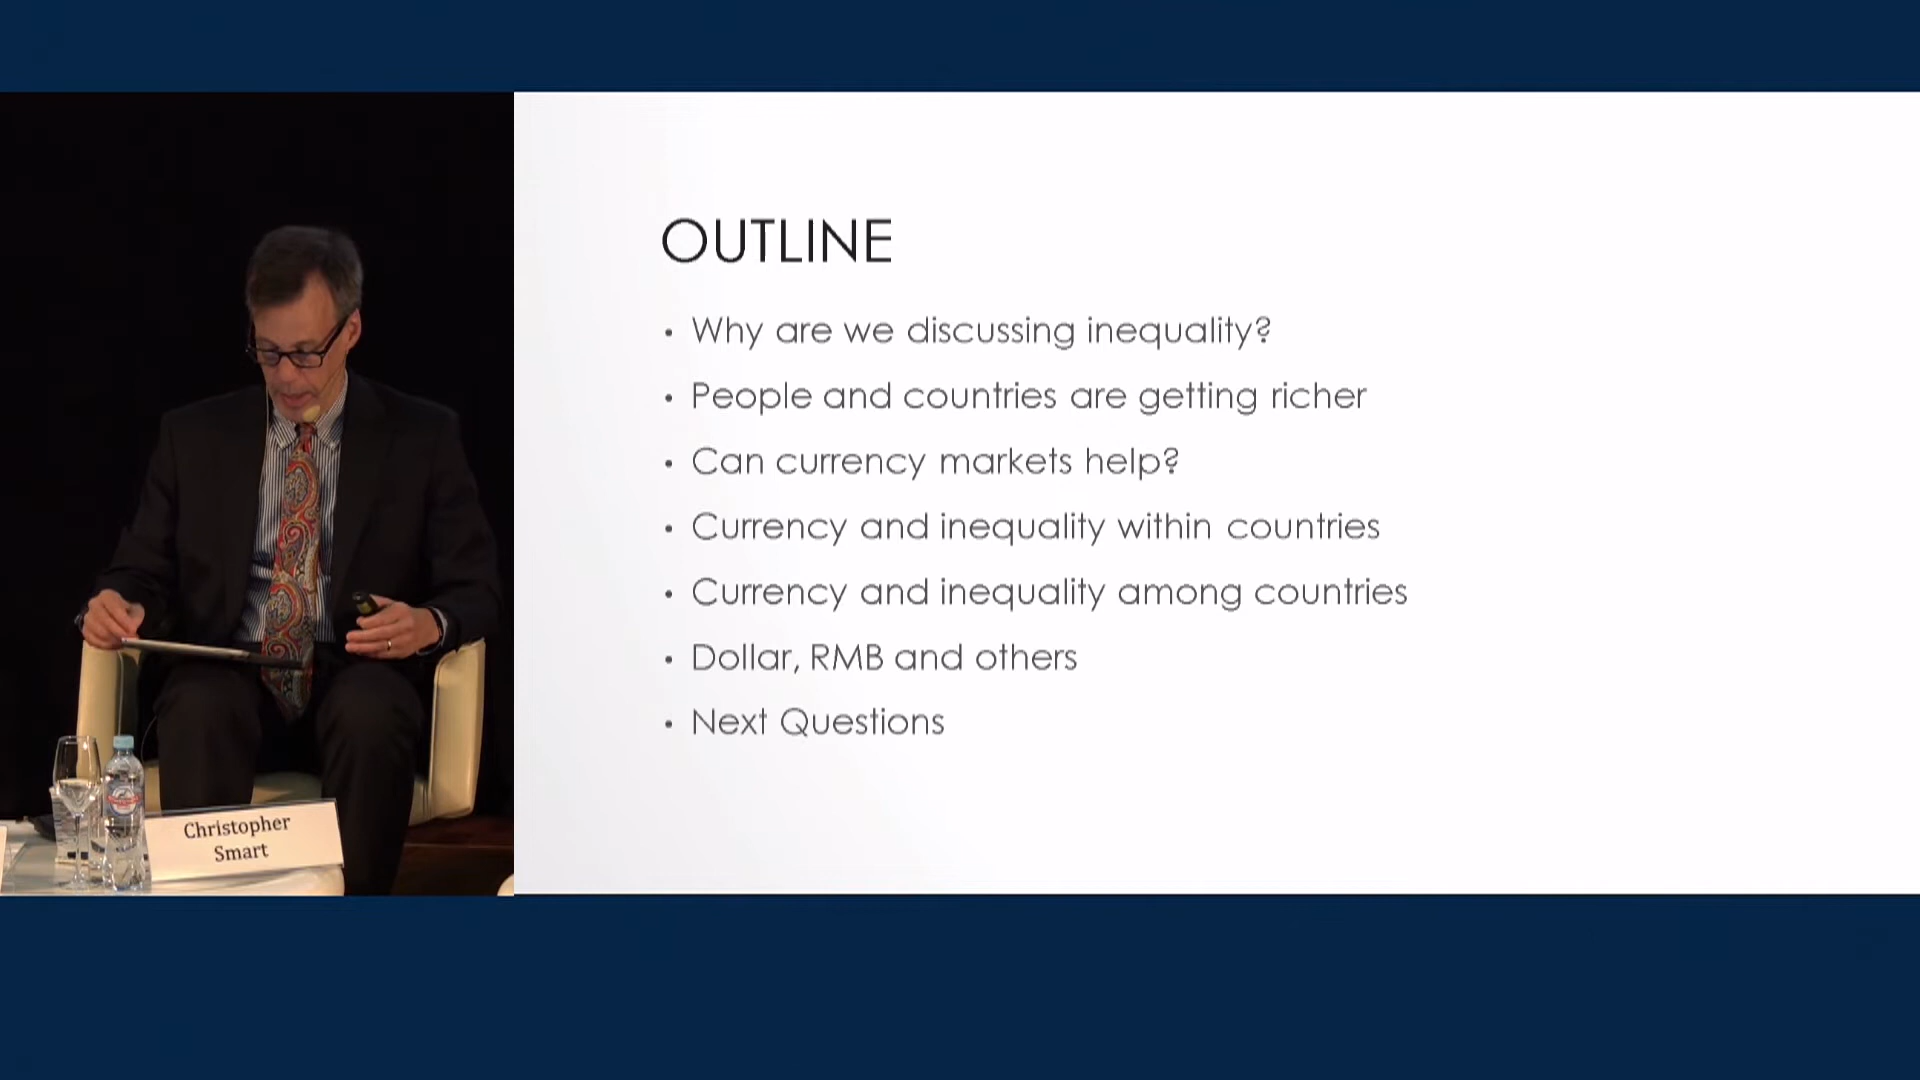 OUTLINE
• Why are we discussing inequality?
• People and countries are getting richer
• Can currency markets help?
• Currency and inequality within countries
• Currency and inequality among countries
• Dollar, RMB and others
• Next Questions
Christopher
Smart